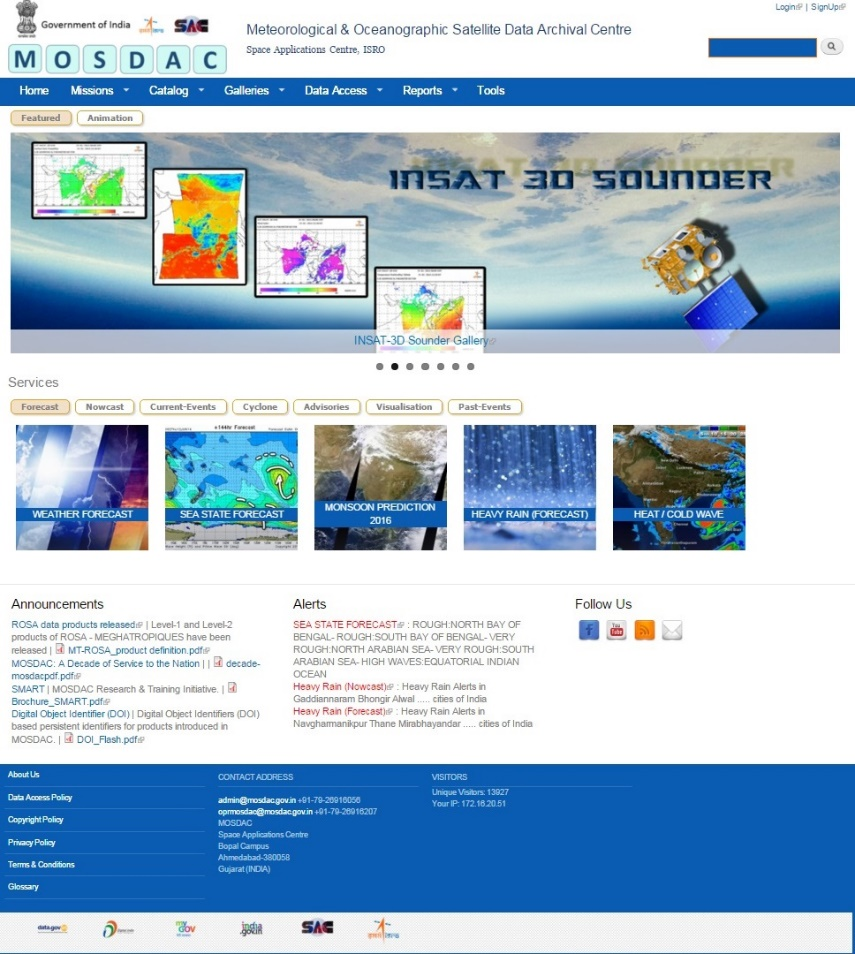 Login | SignUp
Government of India
SAC
Meteorological & Oceanographic Satellite Data Archival Centre
Space Applications Centre, ISRO
MOSDAC
Home Missions Catalog Galleries Data Access Reports Tools
Featured Animation
INSAT 3D SOUNDER
INSAT-3D Sounder Gallery
Services
Forecast Nowcast Current-Events Cyclone Advisories Visualisation Past-Events
+144hr Forecast
WEATHER FORECAST
SEA STATE FORECAST
MONSOON PREDICTION
2016
HEAVY RAIN (FORECAST)
HEAT / COLD WAVE
Announcements
ROSA data products released | Level-1 and Level-2
products of ROSA - MEGHATROPIQUES have been
released | MT-ROSA_product definition.pdf
MOSDAC: A Decade of Service to the Nation | | decade-
mosdacpdf.pdf
SMART | MOSDAC Research & Training Initiative. |
Brochure_SMART.pdf
Digital Object Identifier (DOI) | Digital Object Identifiers (DOI)
based persistent identifiers for products introduced in
MOSDAC. | DOI_Flash.pdf
Alerts
SEA STATE FORECAST : ROUGH:NORTH BAY OF
BENGAL- ROUGH:SOUTH BAY OF BENGAL- VERY
ROUGH:NORTH ARABIAN SEA- VERY ROUGH:SOUTH
ARABIAN SEA- HIGH WAVES:EQUATORIAL INDIAN
OCEAN
Heavy Rain (Nowcast) : Heavy Rain Alerts in
Gaddiannaram Bhongir Alwal ..... cities of India
Heavy Rain (Forecast) : Heavy Rain Alerts in
Navgharmanikpur Thane Mirabhayandar ..... cities of India
Follow Us
You
Tube
About Us
Data Access Policy
Copyright Policy
Privacy Policy
Terms & Conditions
Glossary
CONTACT ADDRESS
admin@mosdac.gov.in +91-79-26916056
oprmosdac@mosdac.gov.in +91-79-26916207
MOSDAC
Space Applications Centre
Bopal Campus
Ahmedabad-380058
Gujarat (INDIA)
VISITORS
Unique Visitors: 13927
Your IP: 172.16.20.51
data.gov
my
GOV
india
.gov.in
SAC